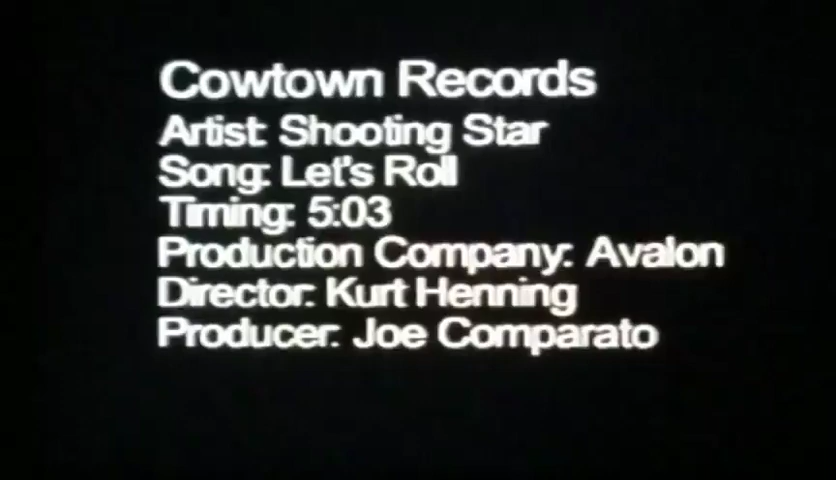 Cowtown Records
Artist: Shooting Star
Song: Let's Roll
Timing: 5:03
Production Company: Avalon
Director: Kurt Henning
Producer: Joe Comparato